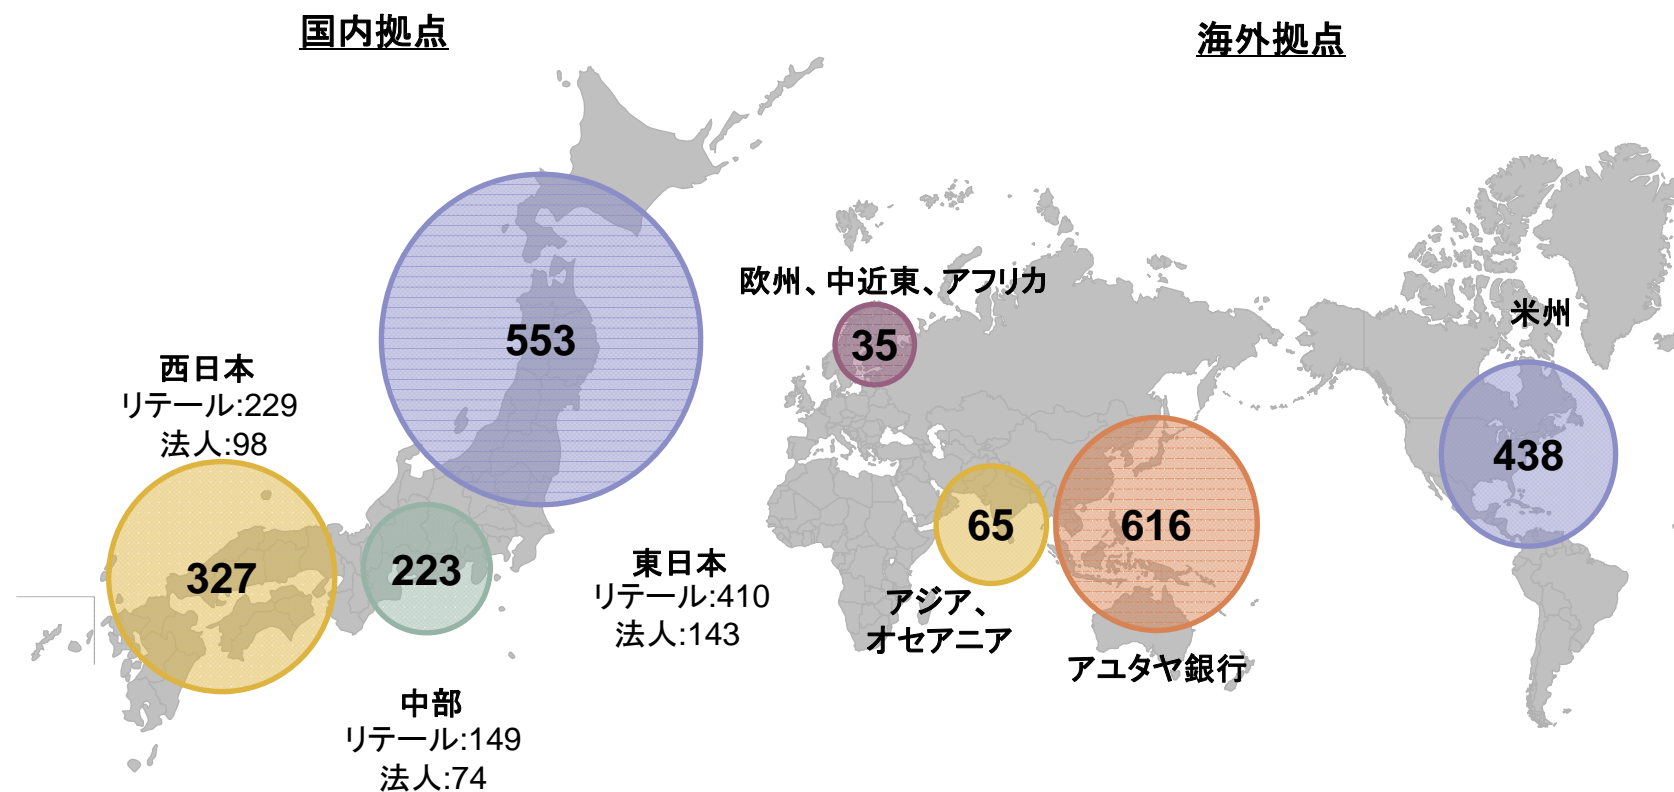 国内拠点
海外拠点
553
西日本
リテール:229
法人:98
327
223
東日本
リテール:410
法人:143
中部
リテール:149
法人:74
欧州、中近東、アフリカ
35
米州
438
65
アジア、
オセアニア
616
アユタヤ銀行